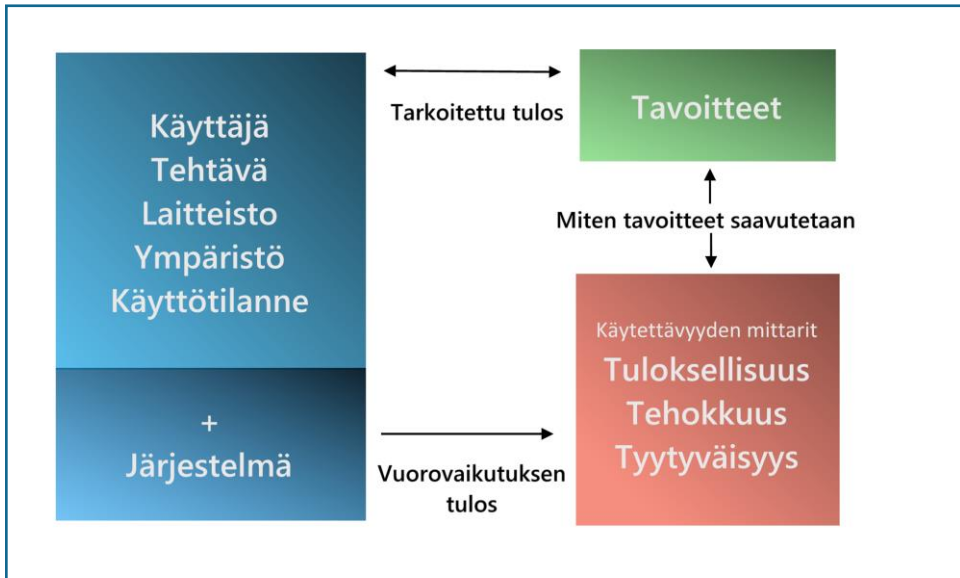 Käyttäjä
Tehtävä
Laitteisto
Ympäristö
Käyttötilanne
+
Järjestelmä
Tarkoitettu tulos
Tavoitteet
Miten tavoitteet saavutetaan
Käytettävyyden mittarit
Tuloksellisuus
Tehokkuus
Tyytyväisyys
Vuorovaikutuksen
tulos